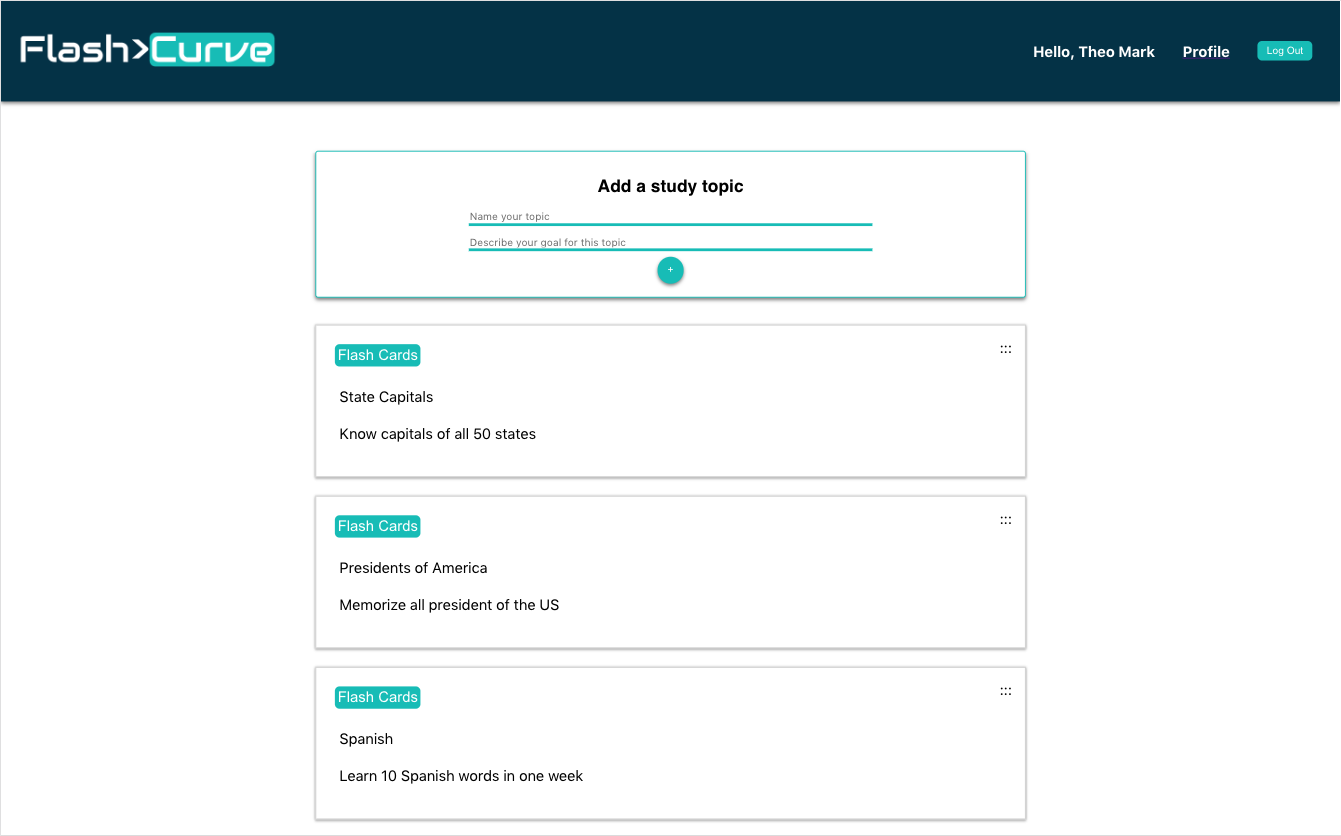 Flash>Curve
Hello, Theo Mark Profile Log Out
Add a study topic
Name your topic
Describe your goal for this topic
+
Flash Cards
State Capitals
Know capitals of all 50 states
Flash Cards
Presidents of America
Memorize all president of the US
Flash Cards
Spanish
Learn 10 Spanish words in one week